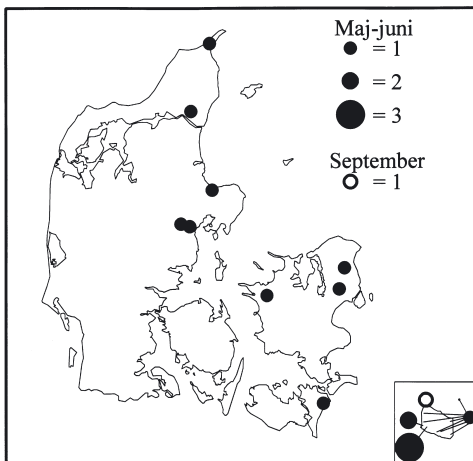 Maj-juni
= 1
= 2
= 3
September
= 1